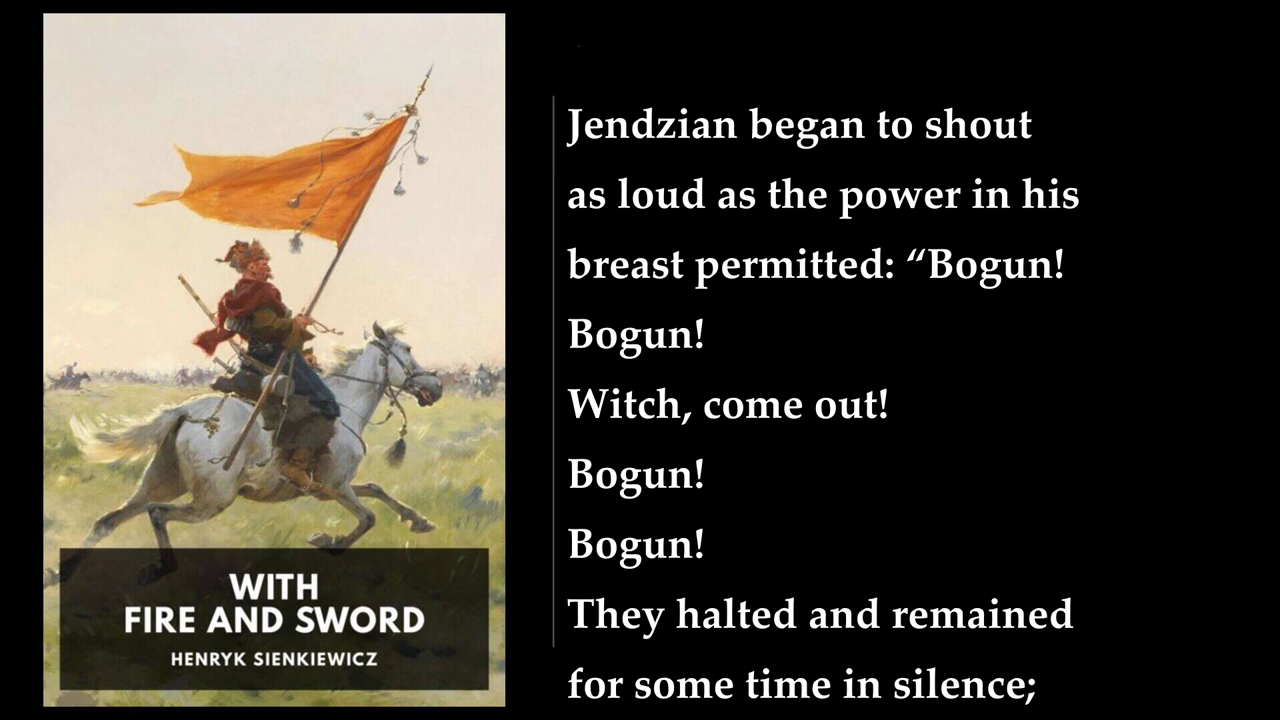 WITH
FIRE AND SWORD
HENRYK SIENKIEWICZ
Jendzian began to shout
as loud as the power in his
breast permitted: “Bogun!
Bogun!
Witch, come out!
Bogun!
Bogun!
They halted and remained
for some time in silence;